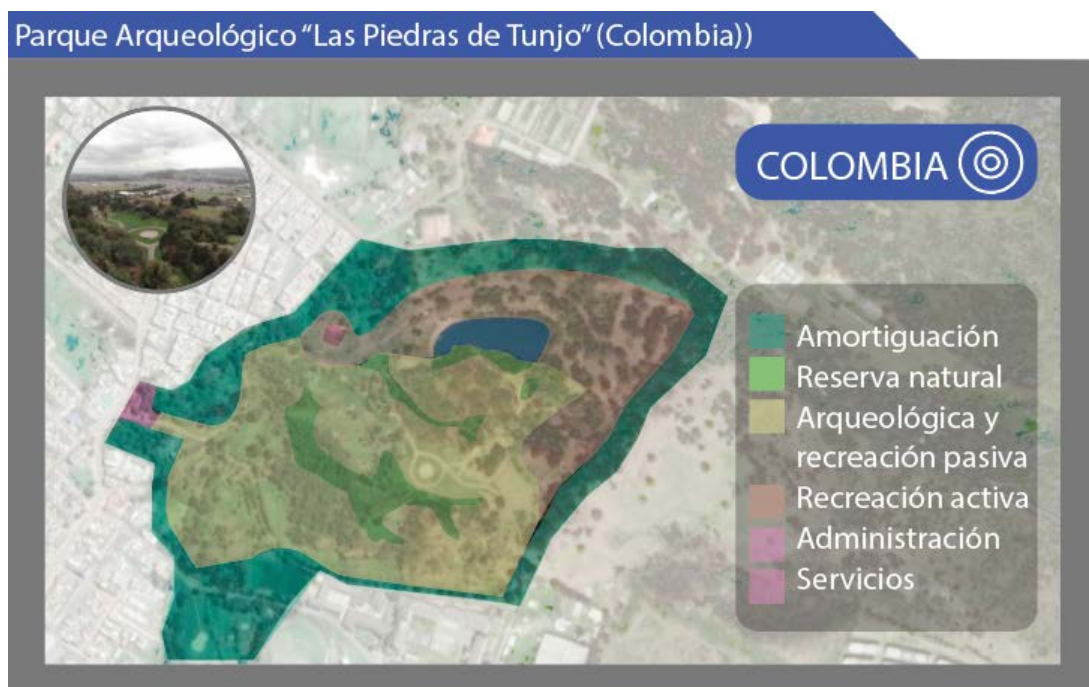 Parque Arqueológico “Las Piedras de Tunjo” (Colombia))
COLOMBIA
Amortiguación
Reserva natural
Arqueológica y
recreación pasiva
Recreación activa
Administración
Servicios